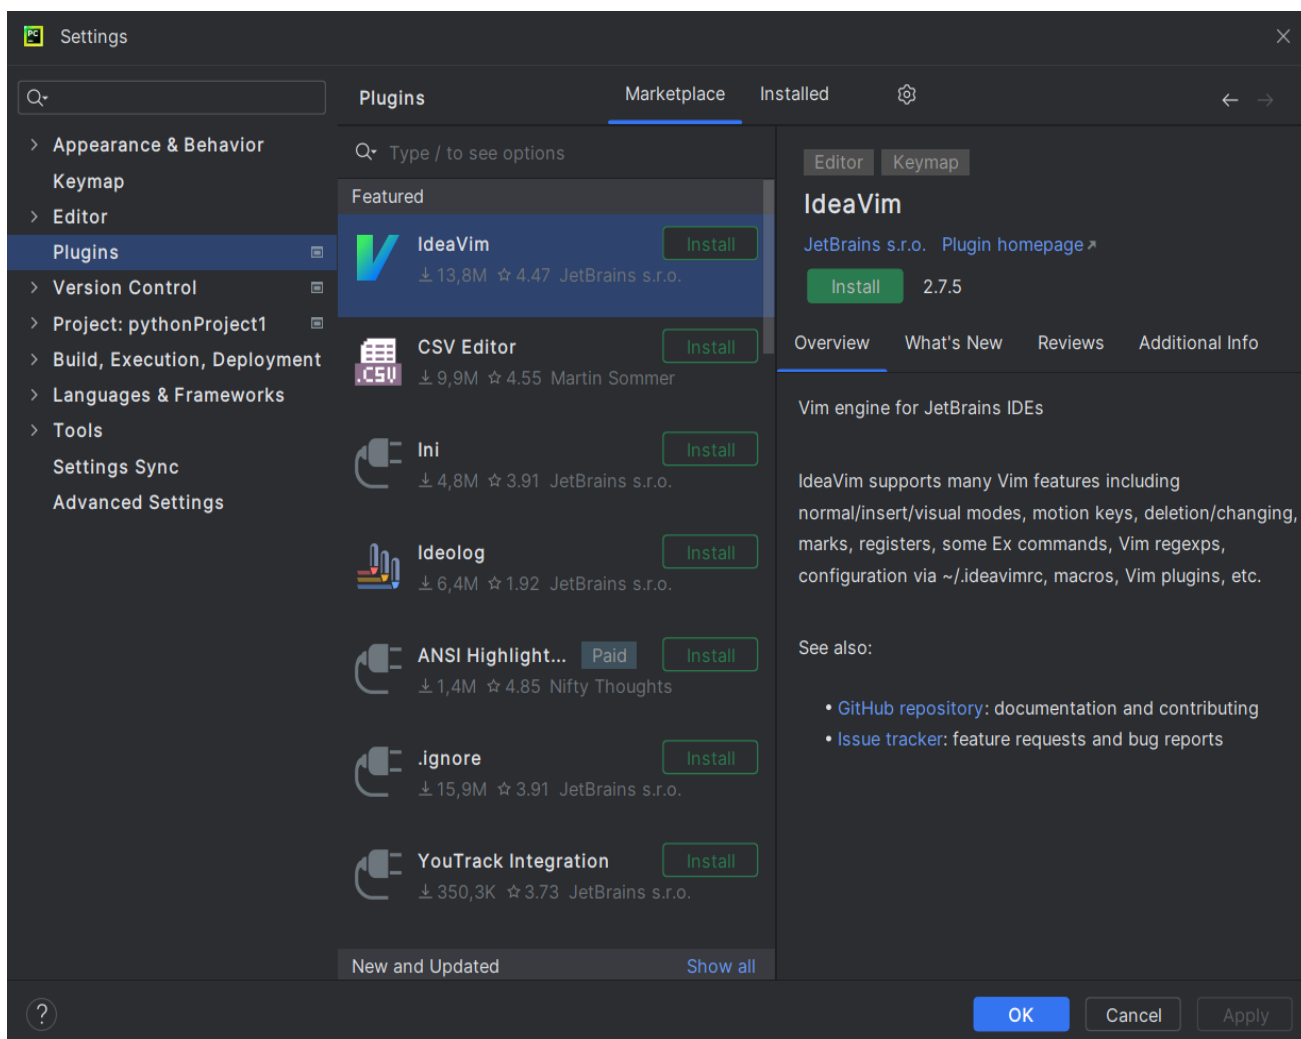 PC
Settings
Plugins
Marketplace
Installed
Appearance & Behavior
Keymap
Editor
Plugins
Version Control
Project: pythonProject1
Build, Execution, Deployment
Languages & Frameworks
Tools
Settings Sync
Advanced Settings
Type / to see options
Featured
IdeaVim
Install
13,8M 4.47 JetBrains s.r.o.
CSV Editor
Install
.CSV
9,9M 4.55 Martin Sommer
Ini
Install
4,8M 3.91 JetBrains s.r.o.
Ideolog
Install
6,4M 1.92 JetBrains s.r.o.
ANSI Highlight... Paid
Install
1,4M 4.85 Nifty Thoughts
.ignore
Install
15,9M 3.91 JetBrains s.r.o.
YouTrack Integration
Install
350,3K 3.73 JetBrains s.r.o.
New and Updated
Show all
Editor Keymap
IdeaVim
JetBrains s.r.o. Plugin homepage
Install 2.7.5
Overview What's New Reviews Additional Info
Vim engine for JetBrains IDEs
IdeaVim supports many Vim features including
normal/insert/visual modes, motion keys, deletion/changing,
marks, registers, some Ex commands, Vim regexps,
configuration via ~/.ideavimrc, macros, Vim plugins, etc.
See also:
• GitHub repository: documentation and contributing
• Issue tracker: feature requests and bug reports
?
OK
Cancel
Apply